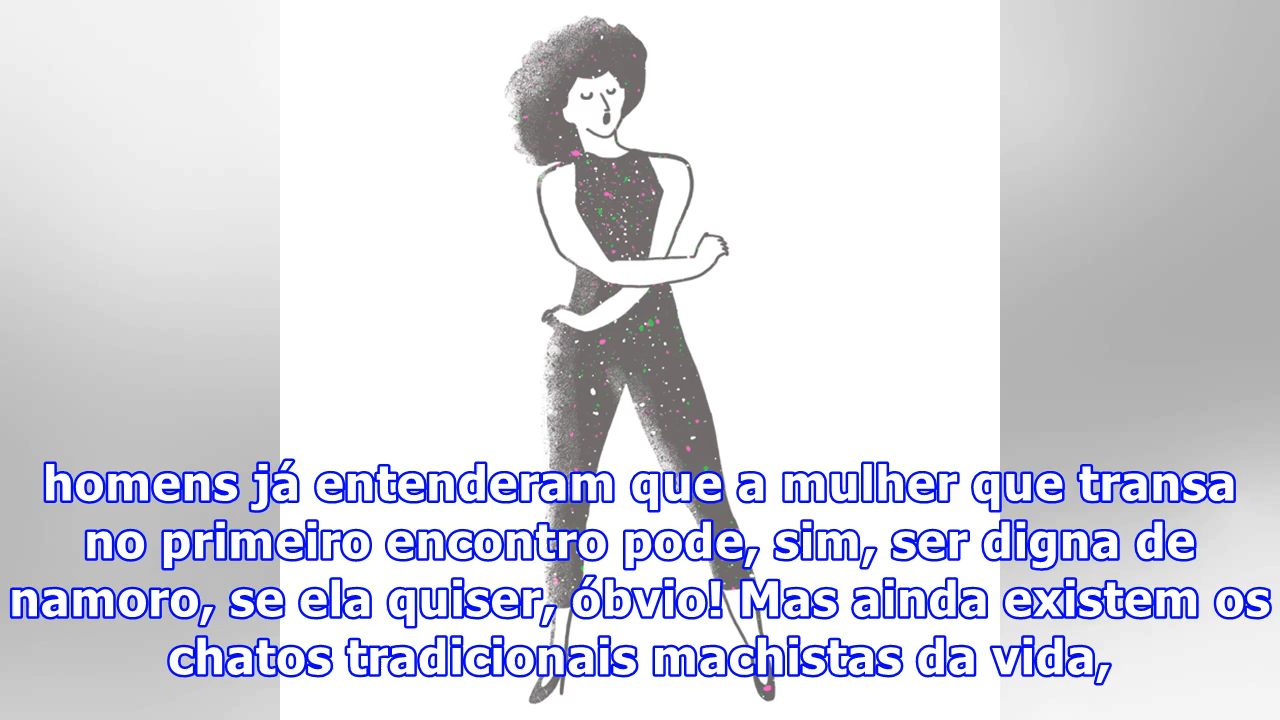 homens já entenderam que a mulher que transa
no primeiro encontro pode, sim, ser digna de
namoro, se ela quiser, óbvio! Mas ainda existem os
chatos tradicionais machistas da vida,